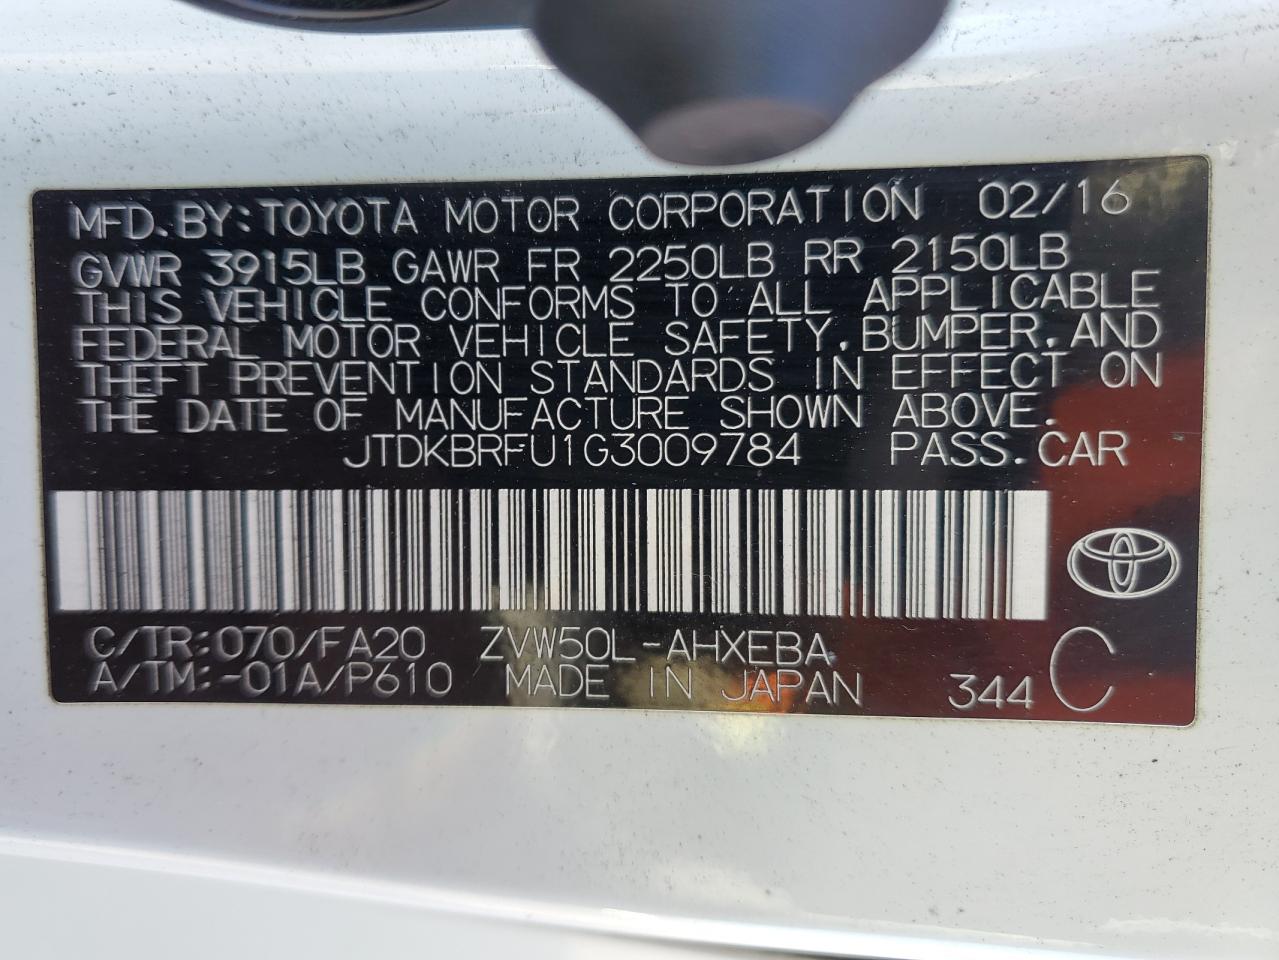 MFD.BY:TOYOTA MOTOR CORPORATION 02/16
GVWR 3915LB GAWR FR 2250LB RR 2150LB
THIS VEHICLE CONFORMS TO ALL APPLICABLE
FEDERAL MOTOR VEHICLE SAFETY,BUMPER,AND
THEFT PREVENTION STANDARDS IN EFFECT ON
THE DATE OF MANUFACTURE SHOWN ABOVE.
JTDKBRFU1G3009784 PASS.CAR
C/TR:070/FA20 ZVW50L-AHXEBA
A/TM:-01A/P610 MADE IN JAPAN 344 C